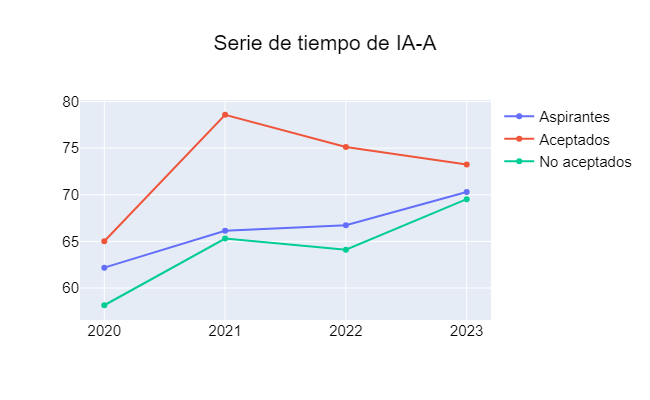 Serie de tiempo de IA-A
80
75
70
65
60
2020 2021 2022 2023
Aspirantes
Aceptados
No aceptados